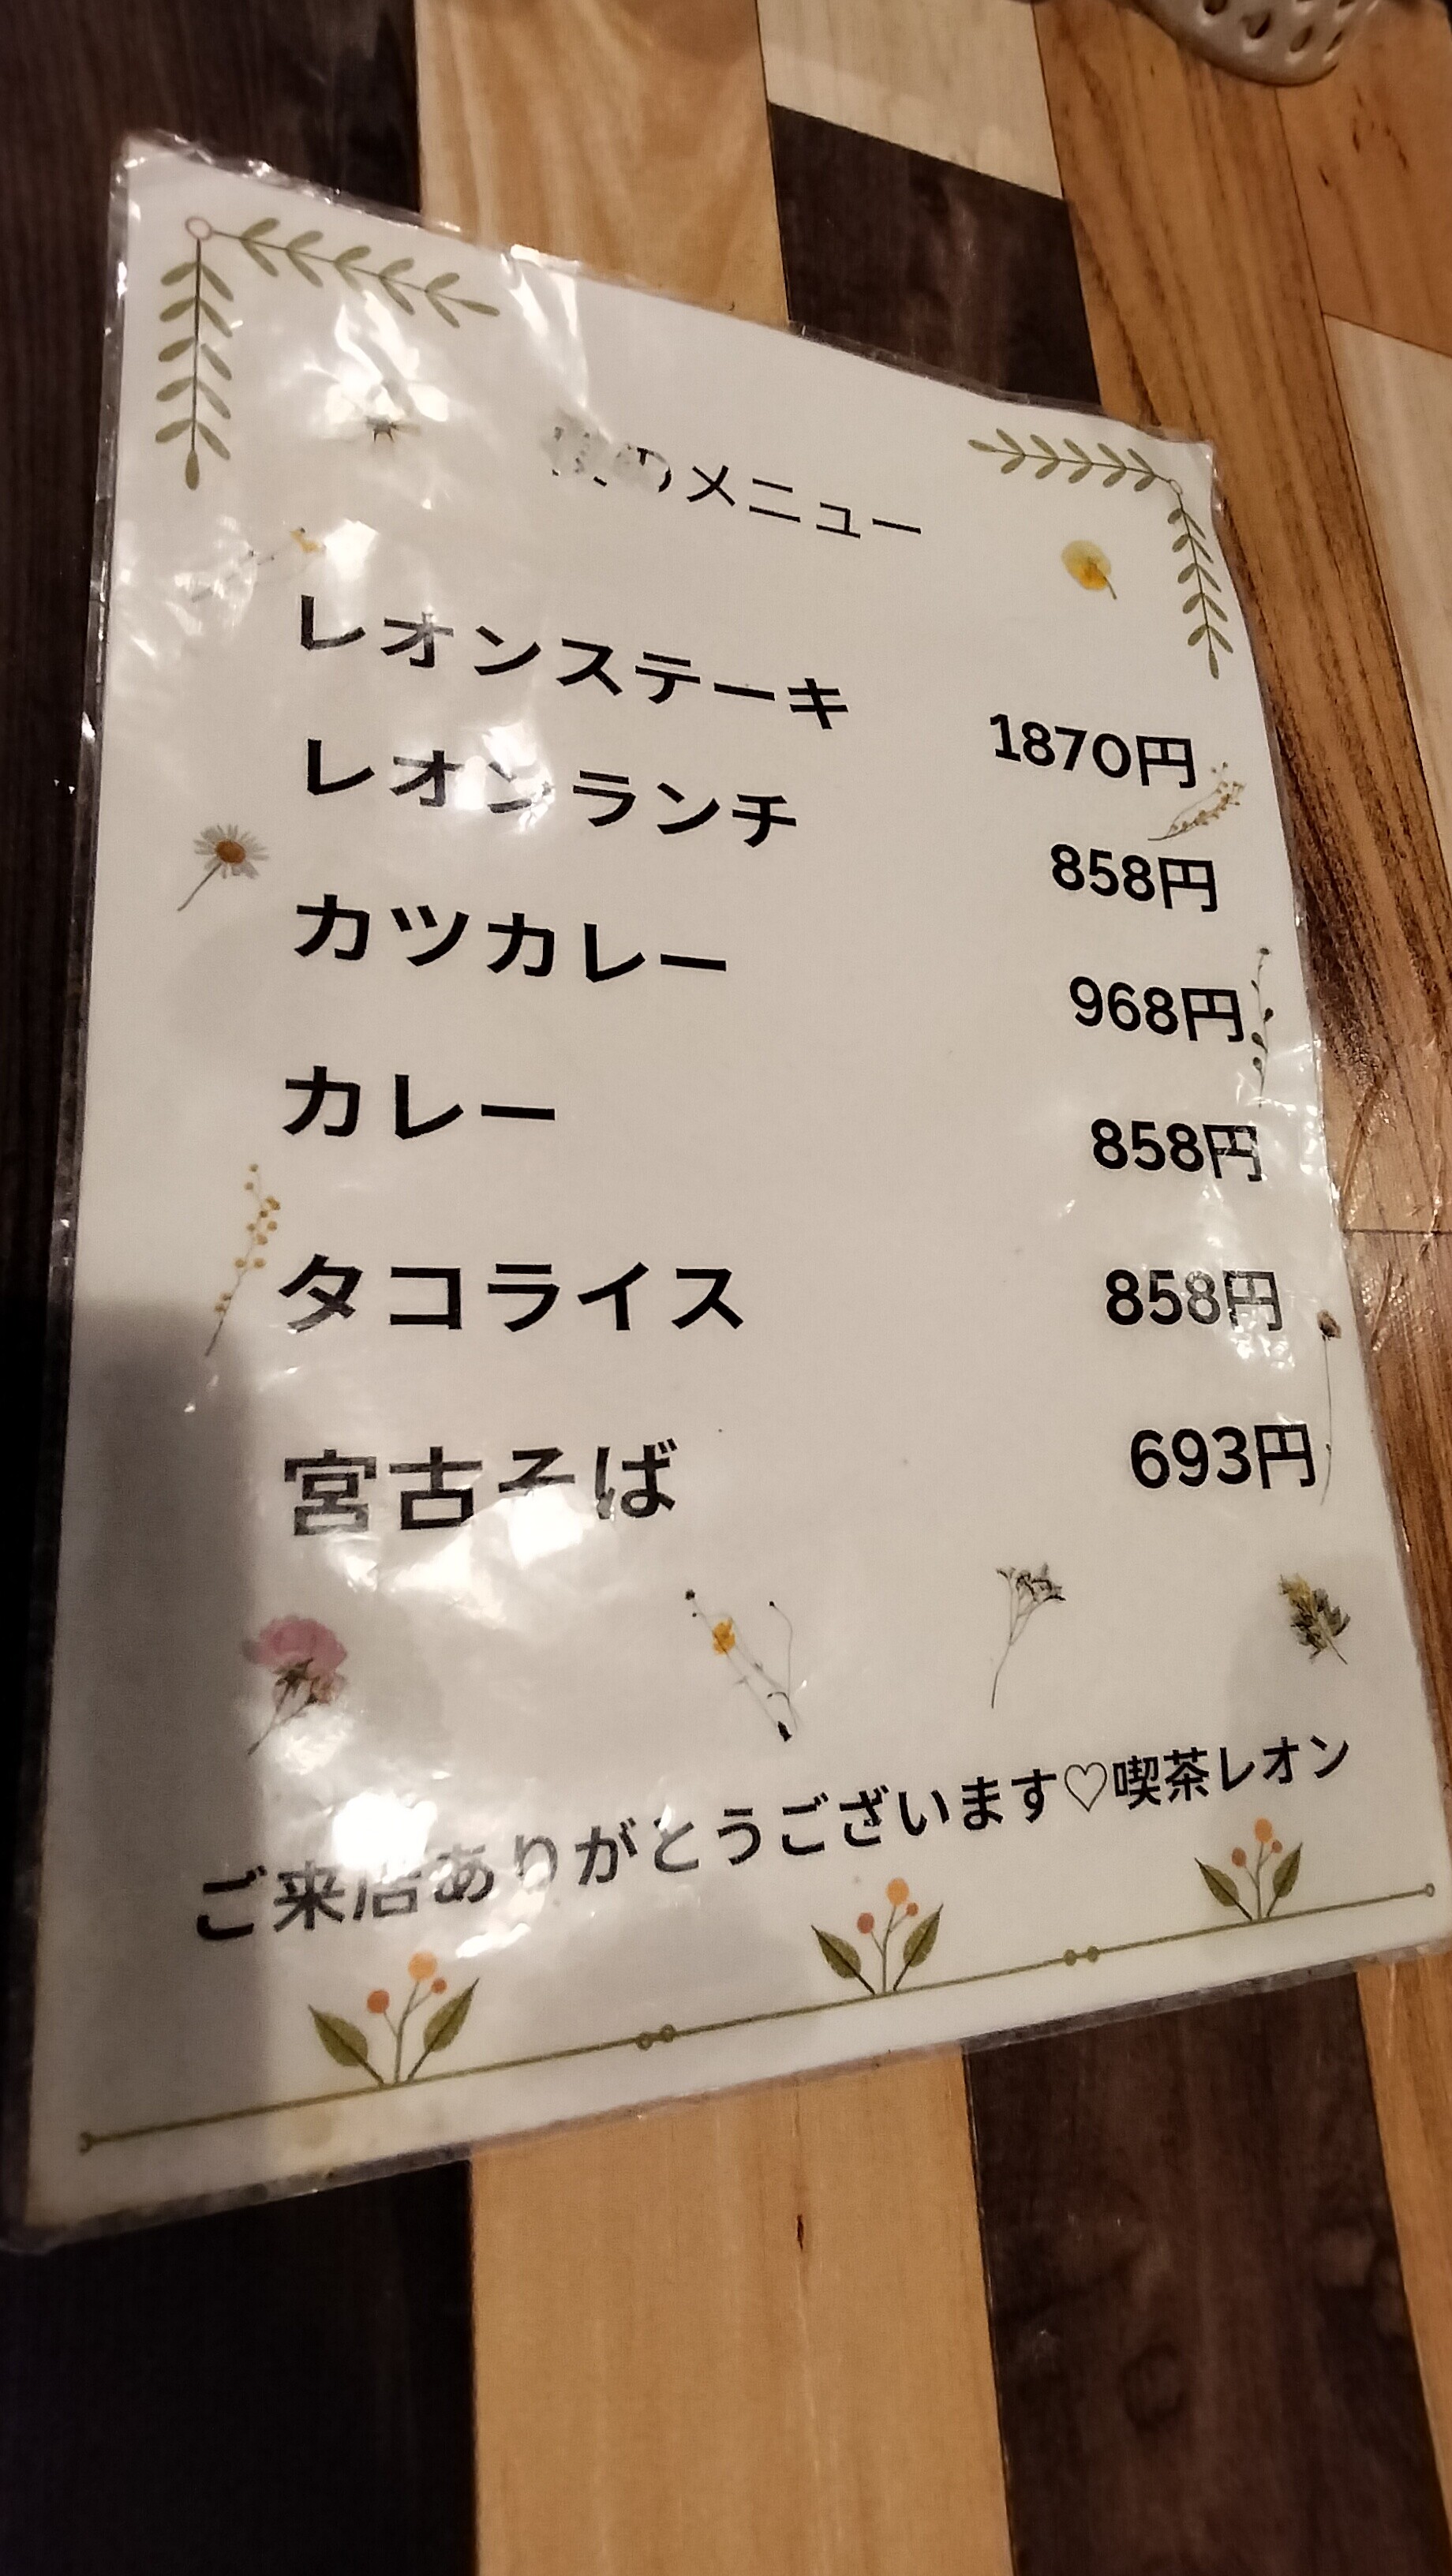 のメニュー
レオンステーキ 1870円
レオンランチ 858円
カツカレー 968円
カレー 858円
タコライス 858円
宮古そば 693円
ご来店ありがとうございます♡喫茶レオン